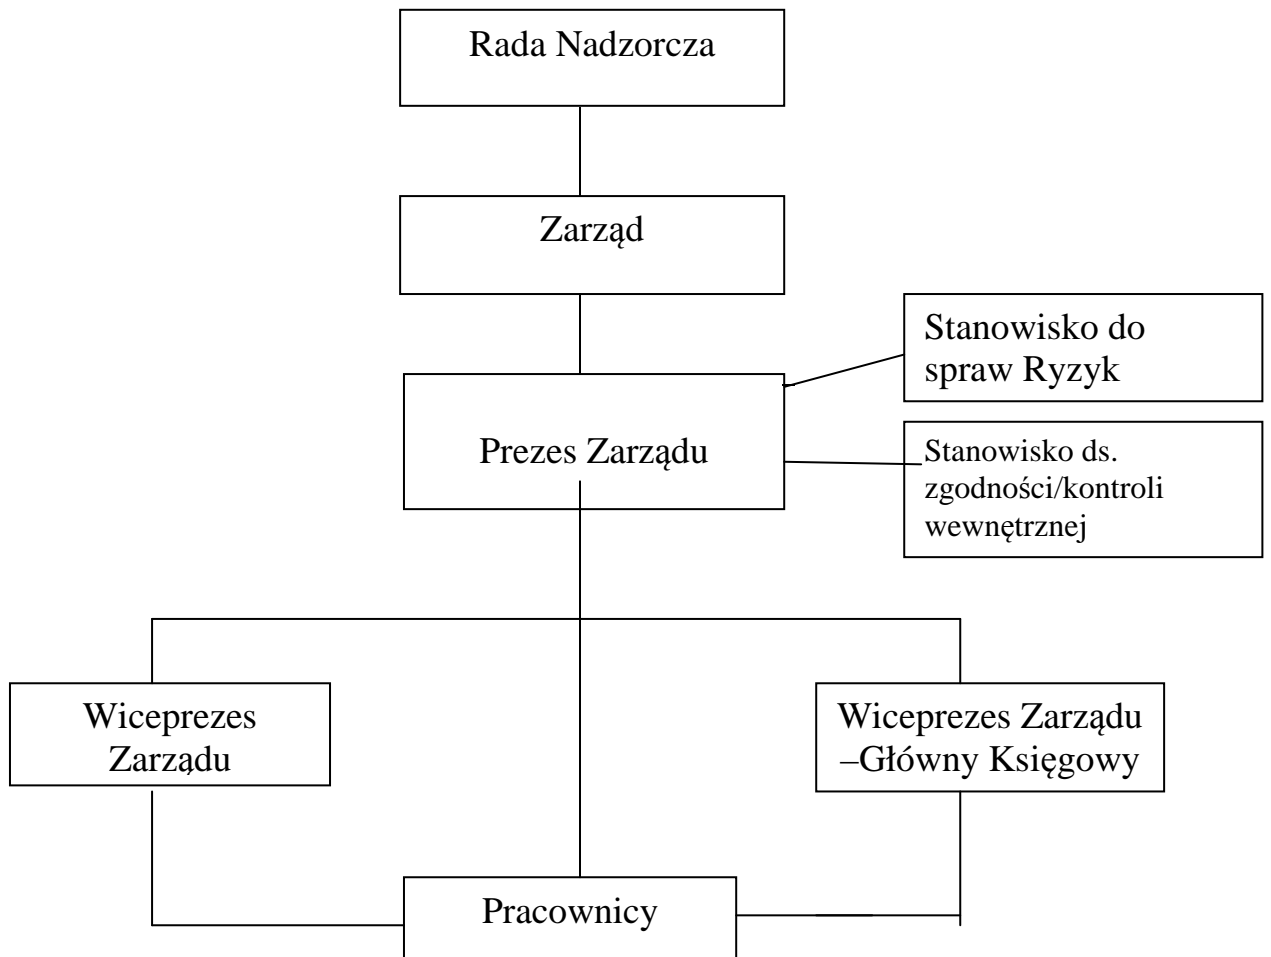 Rada Nadzorcza
Zarząd
Stanowisko do
spraw Ryzyk
Prezes Zarządu
Stanowisko ds.
zgodności/kontroli
wewnętrznej
Wiceprezes
Zarządu
Wiceprezes Zarządu
–Główny Księgowy
Pracownicy